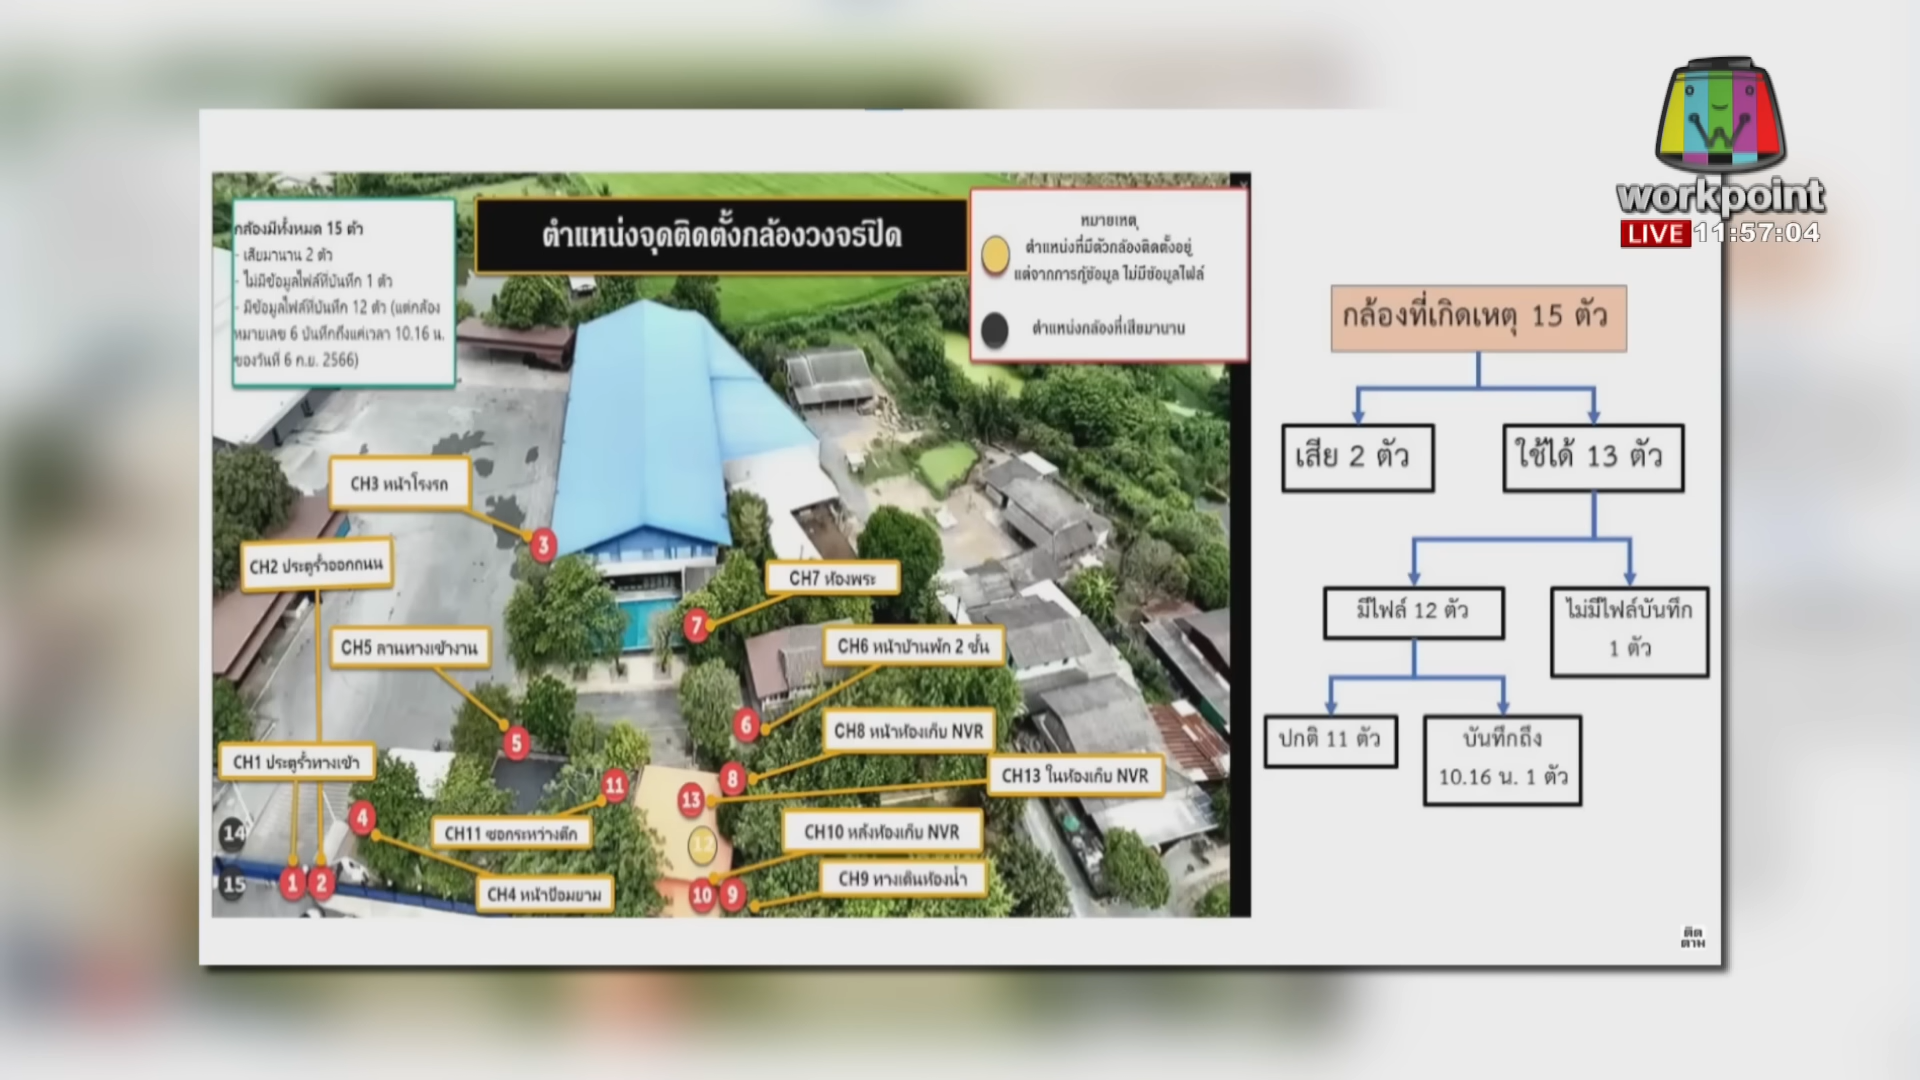 workpoint
LIVE 11:57:04
ตำแหน่งจุดติดตั้งกล้องวงจรปิด
กล้องมีทั้งหมด 15 ตัว
- เสียมานาน 2 ตัว
- ไม่มีข้อมูลไฟล์ที่บันทึก 1 ตัว
- มีข้อมูลไฟล์ที่บันทึก 12 ตัว (แต่กล้อง
หมายเลข 6 บันทึกถึงแค่เวลา 10.16 น.
ของวันที่ 6 ก.ย. 2566)
หมายเหตุ
ตำแหน่งที่มีตัวกล้องติดตั้งอยู่
แต่จากการกู้ข้อมูล ไม่มีข้อมูลไฟล์
ตำแหน่งกล้องที่เสียมานาน
CH3 หน้าโรงรถ
3
CH2 ประตูรั้วออกถนน
CH7 ห้องพระ
7
CH5 ลานทางเข้างาน
CH6 หน้าบ้านพัก 2 ชั้น
6
5
CH8 หน้าห้องเก็บ NVR
CH1 ประตูรั้วทางเข้า
8
CH13 ในห้องเก็บ NVR
11
13
4
CH11 ซอกระหว่างตึก
CH10 หลังห้องเก็บ NVR
14
12
15
1
2
CH4 หน้าป้อมยาม
10
9
CH9 ทางเดินห้องน้ำ
กล้องที่เกิดเหตุ 15 ตัว
เสีย 2 ตัว
ใช้ได้ 13 ตัว
มีไฟล์ 12 ตัว
ไม่มีไฟล์บันทึก
1 ตัว
ปกติ 11 ตัว
บันทึกถึง
10.16 น. 1 ตัว
ติด
ตาม